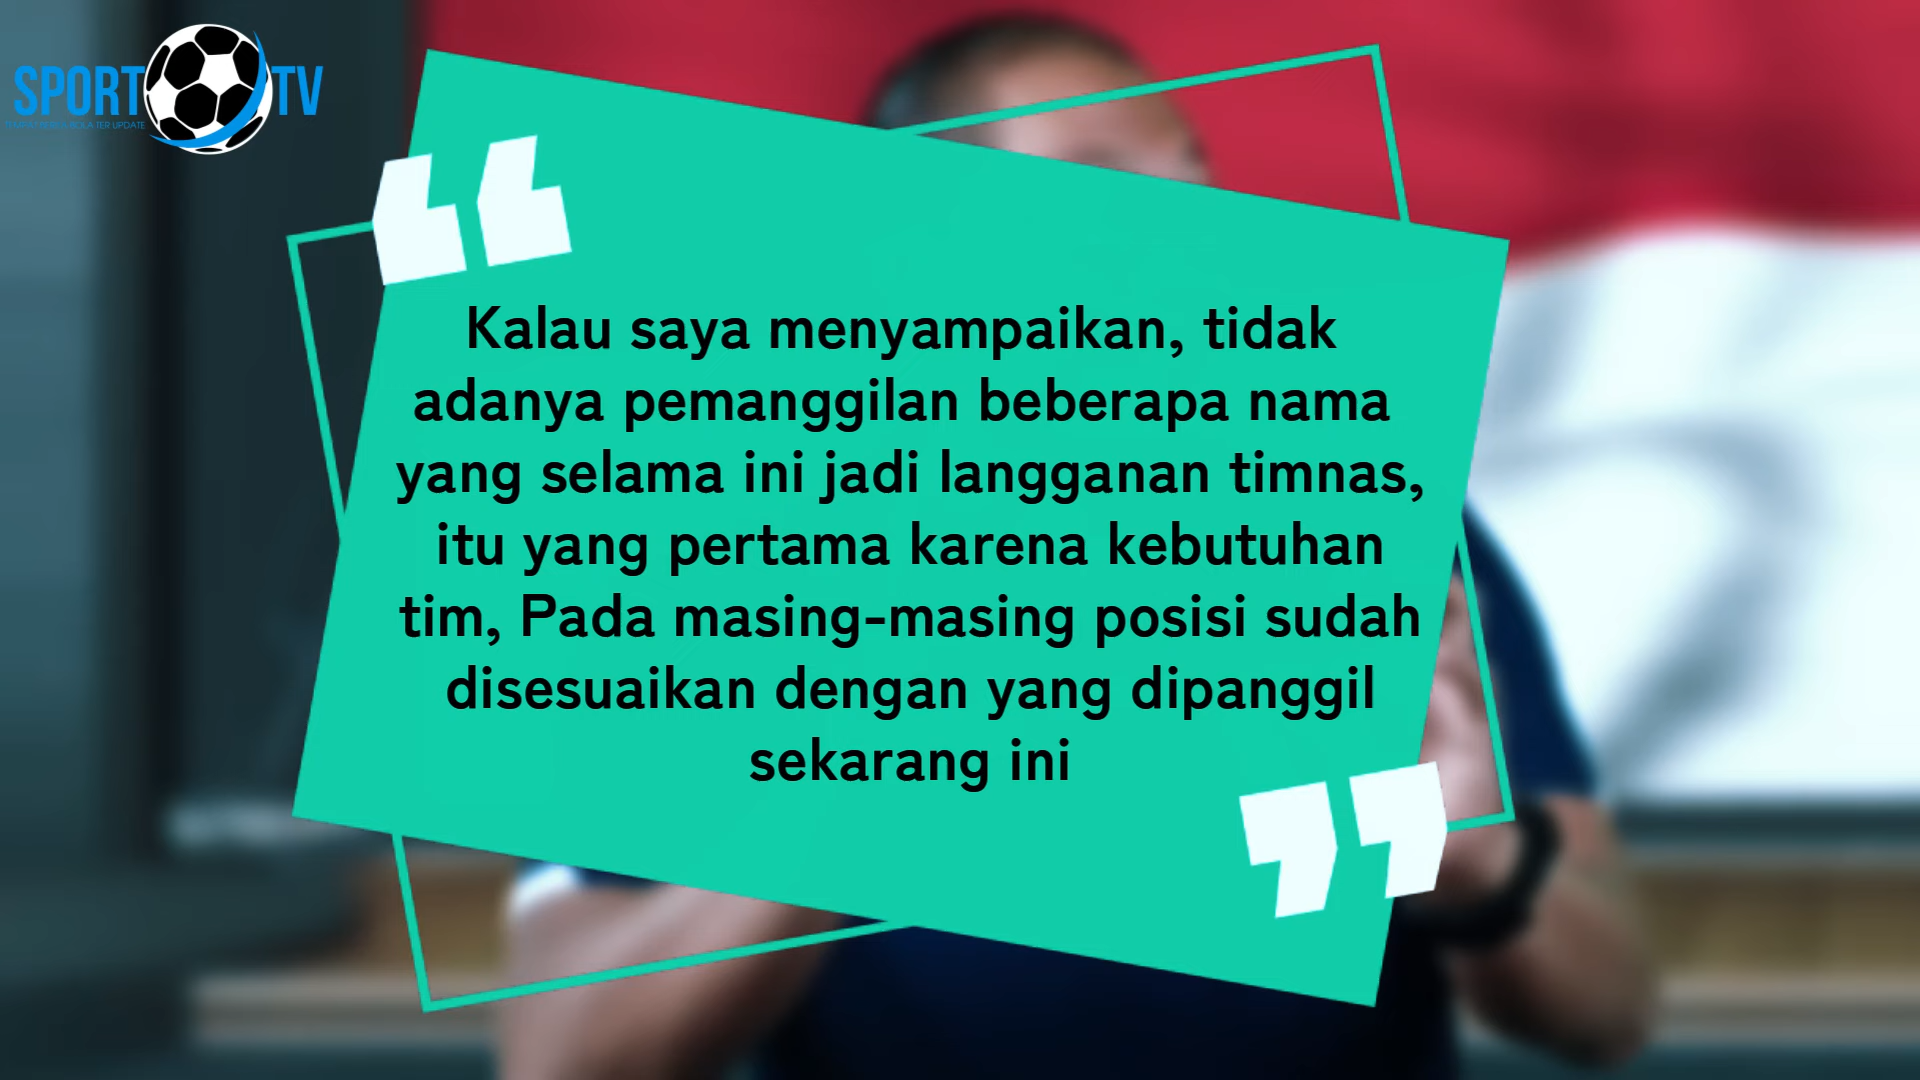 SPORT TV
Kalau saya menyampaikan, tidak
adanya pemanggilan beberapa nama
yang selama ini jadi langganan timnas,
itu yang pertama karena kebutuhan
tim, Pada masing-masing posisi sudah
disesuaikan dengan yang dipanggil
sekarang ini